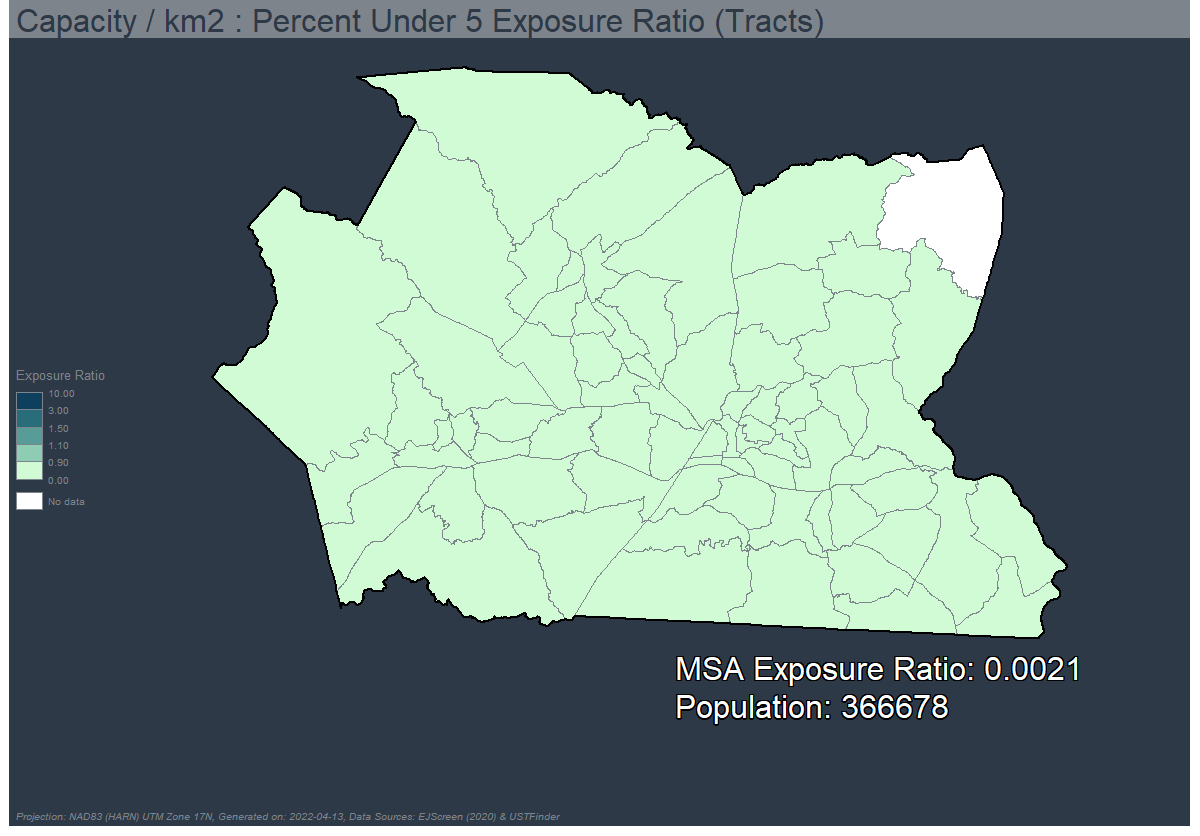 Capacity / km2 : Percent Under 5 Exposure Ratio (Tracts)
Exposure Ratio
10.00
3.00
1.50
1.10
0.90
0.00
No data
MSA Exposure Ratio: 0.0021
Population: 366678
Projection: NAD83 (HARN) UTM Zone 17N, Generated on: 2022-04-13, Data Sources: EJScreen (2020) & USTFinder